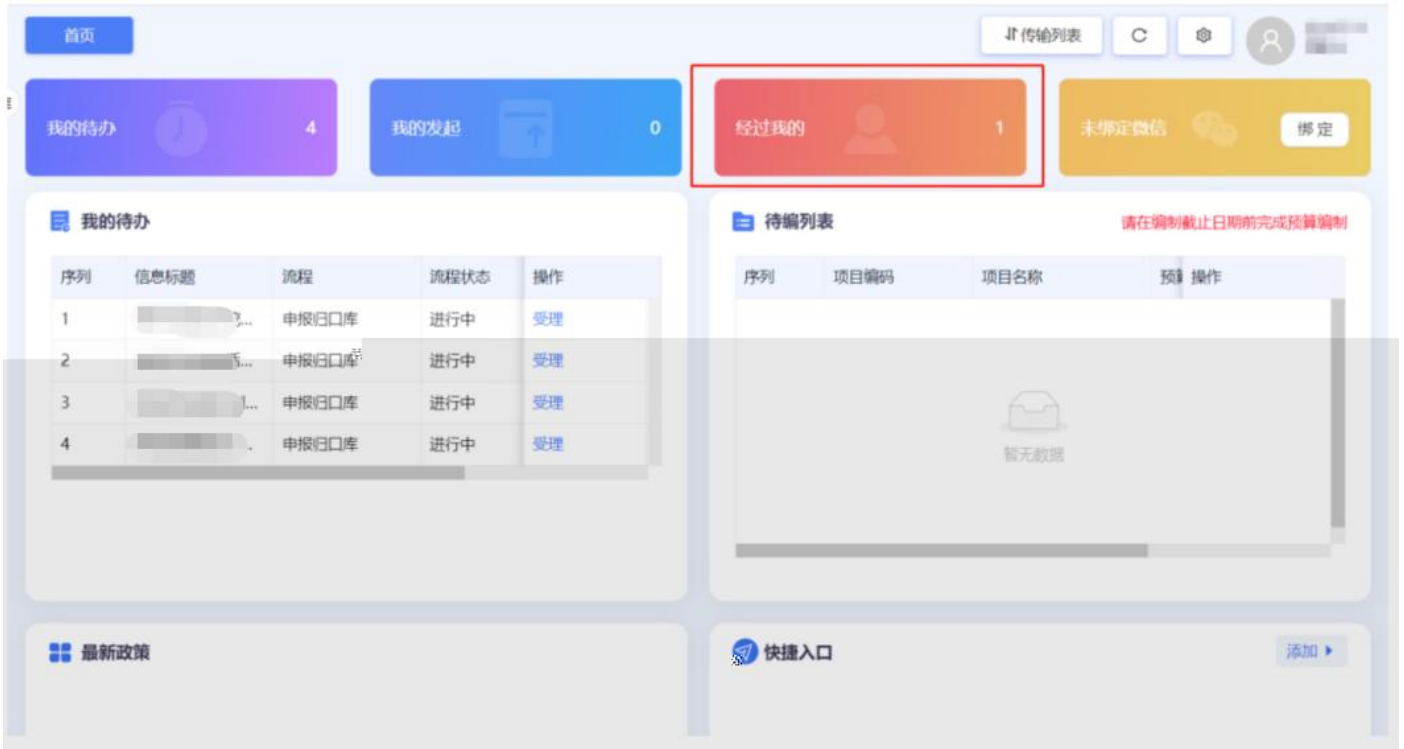 首页
传输列表
我的待办 4
我的发起 0
经过我的 1
未绑定微信 绑定
我的待办
序列 信息标题 流程 流程状态 操作
1 申报归口库 进行中 受理
2 申报归口库 进行中 受理
3 申报归口库 进行中 受理
4 申报归口库 进行中 受理
待编列表 请在编制截止日期前完成预算编制
序列 项目编码 项目名称 预算 操作
暂无数据
最新政策
快捷入口 添加